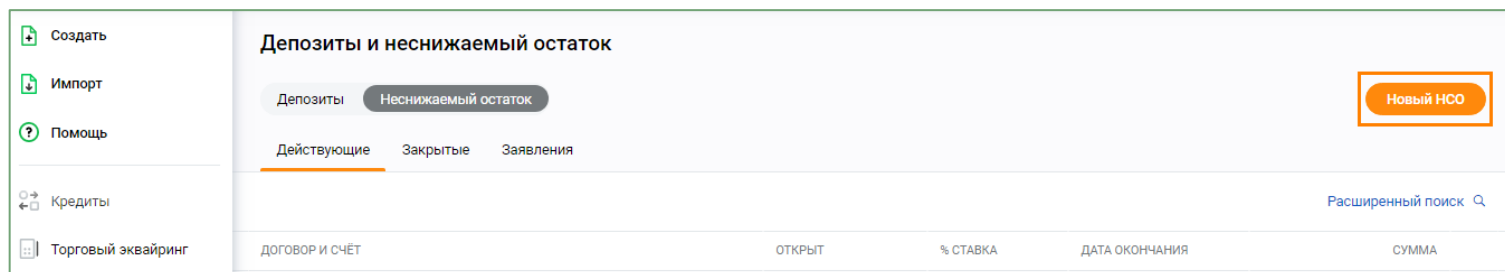 Создать
Импорт
Помощь
Кредиты
Торговый эквайринг
Депозиты и неснижаемый остаток
Депозиты Неснижаемый остаток
Новый НСО
Действующие Закрытые Заявления
Расширенный поиск
ДОГОВОР И СЧЁТ ОТКРЫТ % СТАВКА ДАТА ОКОНЧАНИЯ СУММА